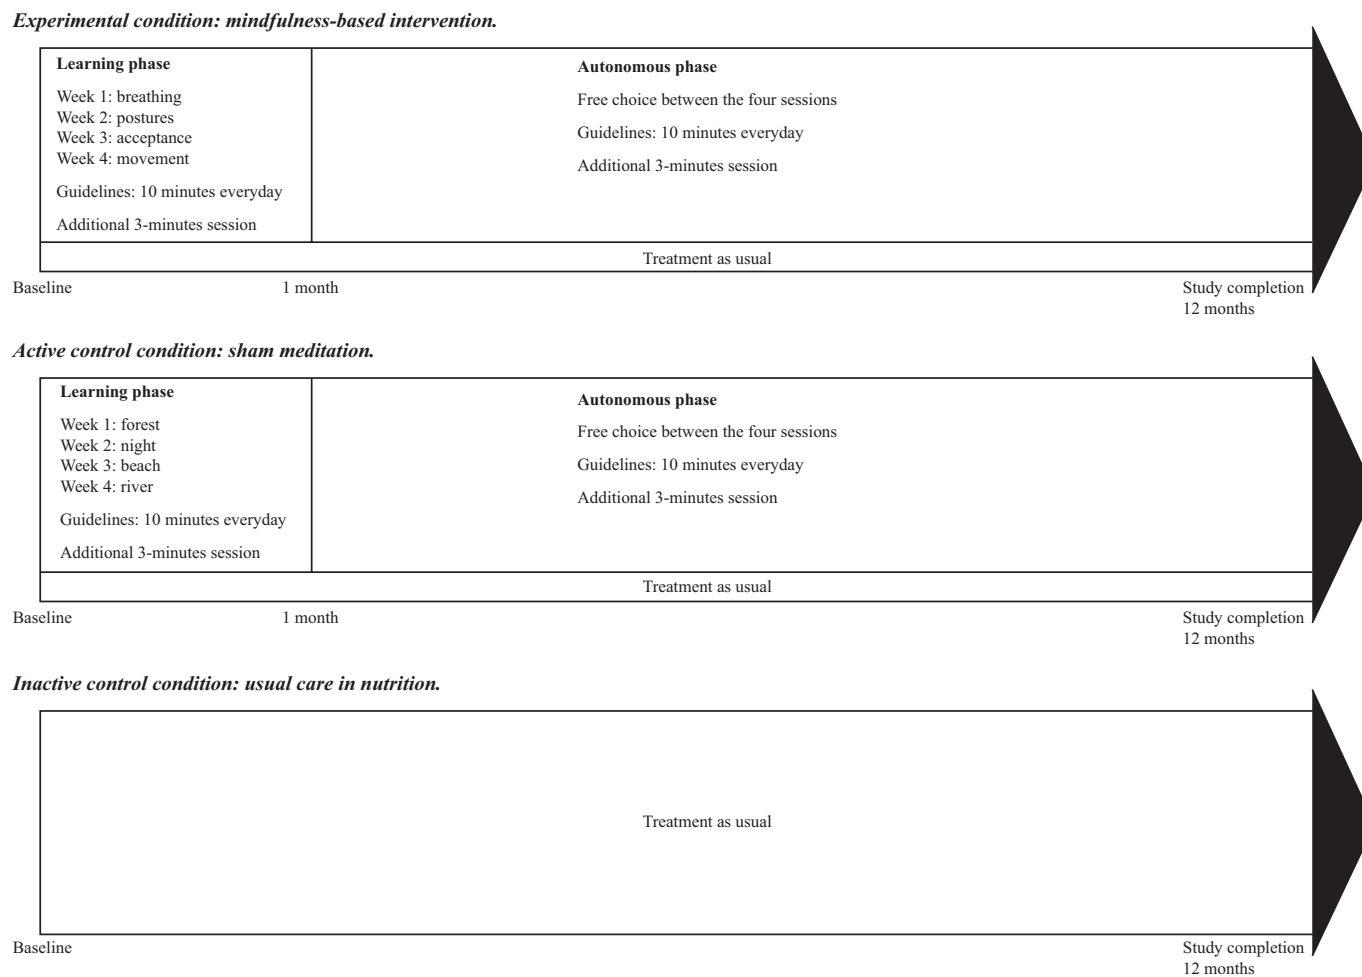 Experimental condition: mindfulness-based intervention.
Learning phase
Week 1: breathing
Week 2: postures
Week 3: acceptance
Week 4: movement
Guidelines: 10 minutes everyday
Additional 3-minutes session
Autonomous phase
Free choice between the four sessions
Guidelines: 10 minutes everyday
Additional 3-minutes session
Treatment as usual
Baseline
1 month
Study completion
12 months
Active control condition: sham meditation.
Learning phase
Week 1: forest
Week 2: night
Week 3: beach
Week 4: river
Guidelines: 10 minutes everyday
Additional 3-minutes session
Autonomous phase
Free choice between the four sessions
Guidelines: 10 minutes everyday
Additional 3-minutes session
Treatment as usual
Baseline
1 month
Study completion
12 months
Inactive control condition: usual care in nutrition.
Treatment as usual
Baseline
Study completion
12 months